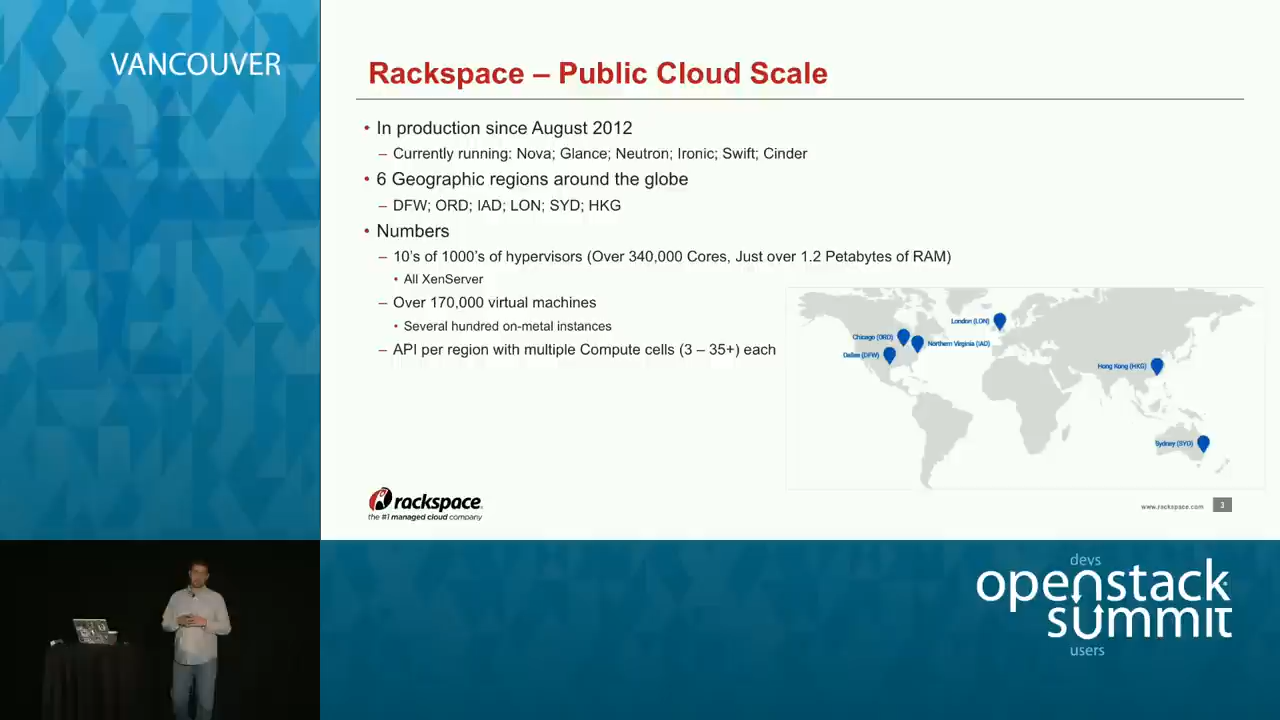 VANCOUVER
Rackspace – Public Cloud Scale
• In production since August 2012
– Currently running: Nova; Glance; Neutron; Ironic; Swift; Cinder
• 6 Geographic regions around the globe
– DFW; ORD; IAD; LON; SYD; HKG
• Numbers
– 10's of 1000's of hypervisors (Over 340,000 Cores, Just over 1.2 Petabytes of RAM)
• All XenServer
– Over 170,000 virtual machines
• Several hundred on-metal instances
– API per region with multiple Compute cells (3 – 35+) each
London (LON)
Chicago (ORD)
Northern Virginia (IAD)
Dallas (DFW)
Hong Kong (HKG)
Sydney (SYD)
rackspace.
the #1 managed cloud company
www.rackspace.com
3
devs
openstack
summit
users